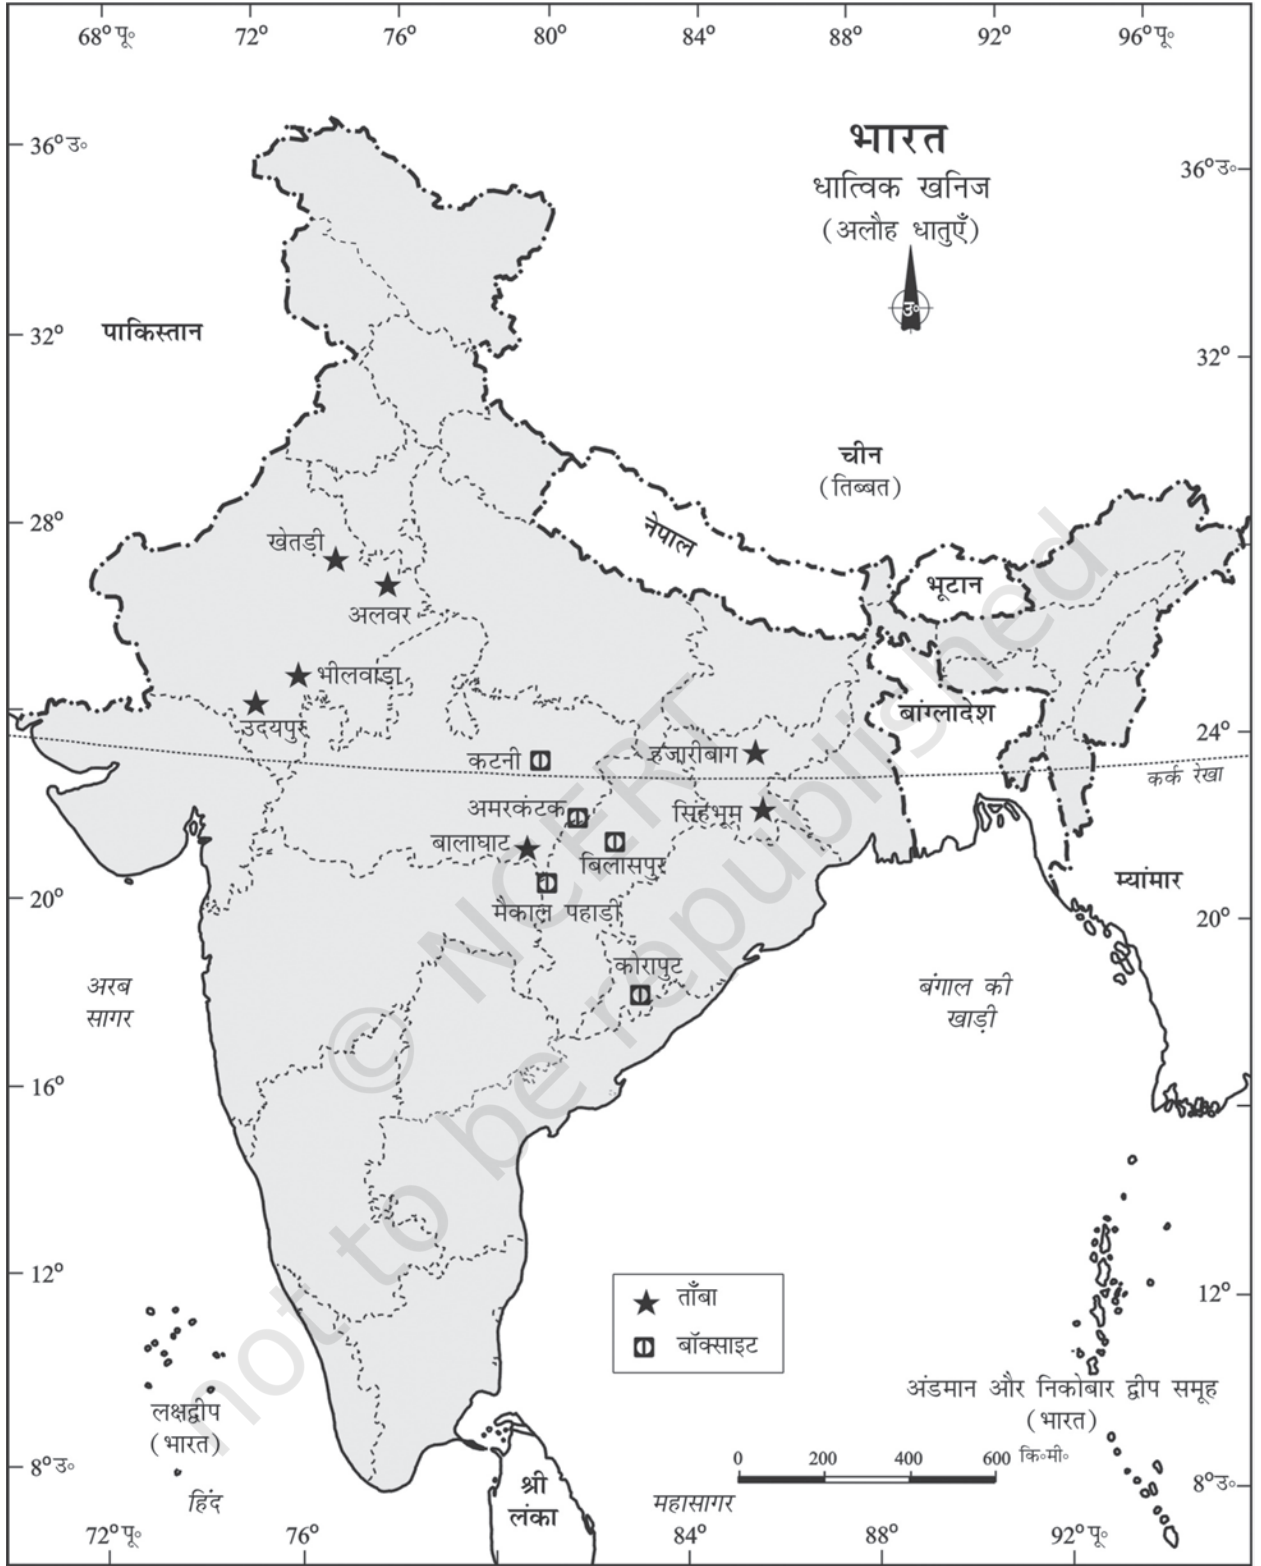 68°पू॰ 72° 76° 80° 84° 88° 92° 96°पू॰
भारत
धात्विक खनिज
(अलौह धातुएँ)
उ॰
36°उ॰
36°उ॰
पाकिस्तान
32°
32°
चीन
(तिब्बत)
28°
नेपाल
भूटान
खेतड़ी
अलवर
भीलवाड़ा
उदयपुर
बांग्लादेश
24°
कटनी
हजारीबाग
कर्क रेखा
अमरकंटक
सिंहभूम
बालाघाट
बिलासपुर
म्यांमार
20°
20°
मैकाल पहाडी
कोरापुट
अरब
सागर
बंगाल की
खाड़ी
16°
© NCERT
not to be republished
12°
12°
ताँबा
बॉक्साइट
लक्षद्वीप
(भारत)
अंडमान और निकोबार द्वीप समूह
(भारत)
0 200 400 600 कि॰मी॰
8°उ॰
8°उ॰
श्री
लंका
हिंद
महासागर
72°पू॰ 76° 84° 88° 92°पू॰